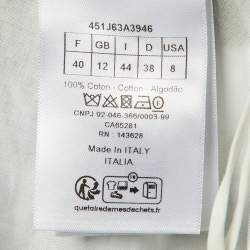 451J63A3946
F GB I D USA
40 12 44 38 8
100% Coton - Cotton - Algodão
CNPJ 02-046-366/0003-99
CA65281
RN : 143628
Made In ITALY
ITALIA
FR
quefairedemesdechets.fr